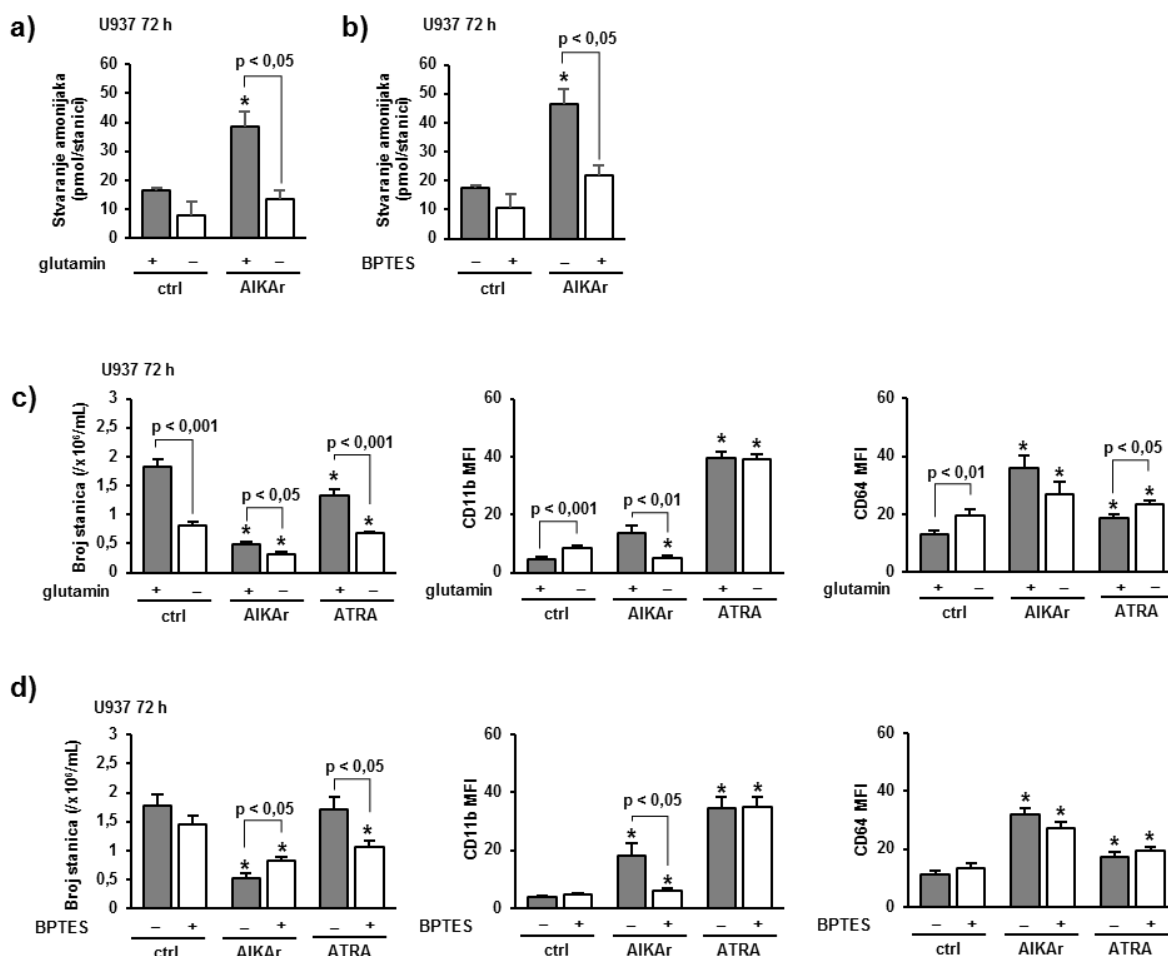 a)
U937 72 h
Stvaranje amonijaka
(pmol/stanici)
60
50
40
30
20
10
0
p < 0,05
*
glutamin
+ – + –
ctrl AIKAr
b)
U937 72 h
Stvaranje amonijaka
(pmol/stanici)
60
50
40
30
20
10
0
p < 0,05
*
BPTES
– + – +
ctrl AIKAr
c)
U937 72 h
Broj stanica (/x 10⁶/mL)
3
2,5
2
1,5
1
0,5
0
p < 0,001
p < 0,05
p < 0,001
* * * *
glutamin
+ – + – + –
ctrl AIKAr ATRA
CD11b MFI
60
40
20
0
p < 0,001
p < 0,01
* * *
glutamin
+ – + – + –
ctrl AIKAr ATRA
CD64 MFI
60
40
20
0
p < 0,01
p < 0,05
* * * *
glutamin
+ – + – + –
ctrl AIKAr ATRA
d)
U937 72 h
Broj stanica (/x 10⁶/mL)
3
2,5
2
1,5
1
0,5
0
p < 0,05
p < 0,05
* * *
BPTES
– + – + – +
ctrl AIKAr ATRA
CD11b MFI
60
40
20
0
p < 0,05
* * * *
BPTES
– + – + – +
ctrl AIKAr ATRA
CD64 MFI
60
40
20
0
* * * *
BPTES
– + – + – +
ctrl AIKAr ATRA